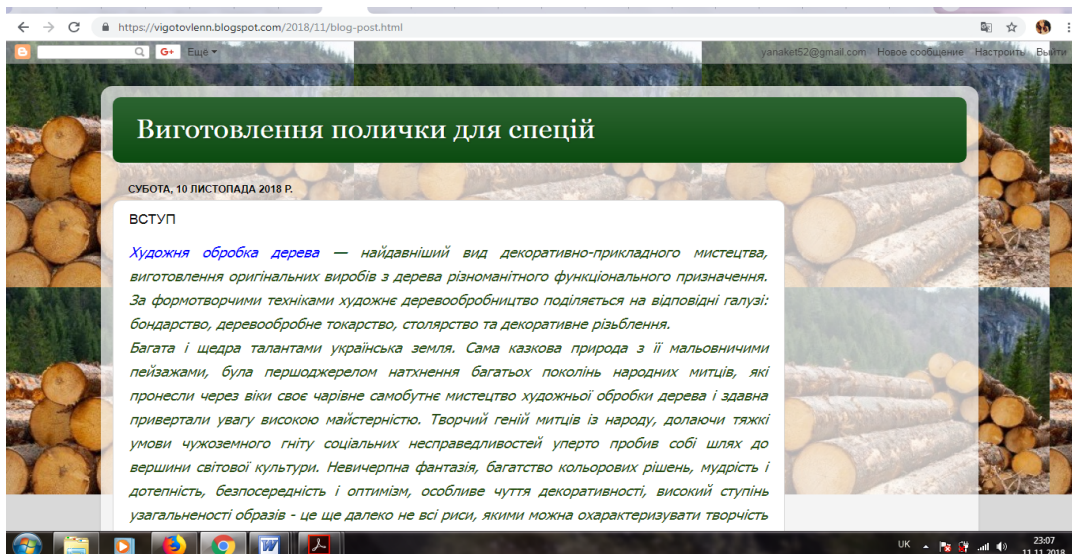 https://vigotovlenn.blogspot.com/2018/11/blog-post.html
G+ Ещё vanaket52@gmail.com Новое сообщение Настроить Выйти
Виготовлення полички для спецій
СУБОТА, 10 ЛИСТОПАДА 2018 Р.
ВСТУП
Художня обробка дерева — найдавніший вид декоративно-прикладного мистецтва,
виготовлення оригінальних виробів з дерева різноманітного функціонального призначення.
За формотворчими техніками художнє деревообробництво поділяється на відповідні галузі:
бондарство, деревообробне токарство, столярство та декоративне різьблення.
Багата і щедра талантами українська земля. Сама казкова природа з її мальовничими
пейзажами, була першоджерелом натхнення багатьох поколінь народних митців, які
пронесли через віки своє чарівне самобутнє мистецтво художньої обробки дерева і здавна
привертали увагу високою майстерністю. Творчий геній митців із народу, долаючи тяжкі
умови чужоземного гніту соціальних несправедливостей уперто пробив собі шлях до
вершини світової культури. Невичерпна фантазія, багатство кольорових рішень, мудрість і
дотепність, безпосередність і оптимізм, особливе чуття декоративності, високий ступінь
узагальненості образів - це ще далеко не всі риси, якими можна охарактеризувати творчість
UK 23:07
11.11.2018